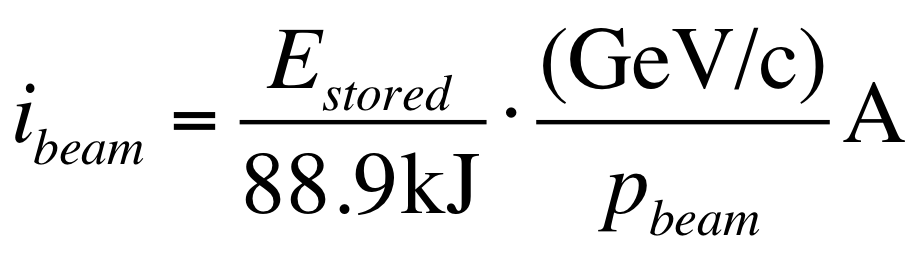 i_beam = E_stored / 88.9kJ · (GeV/c) / p_beam A